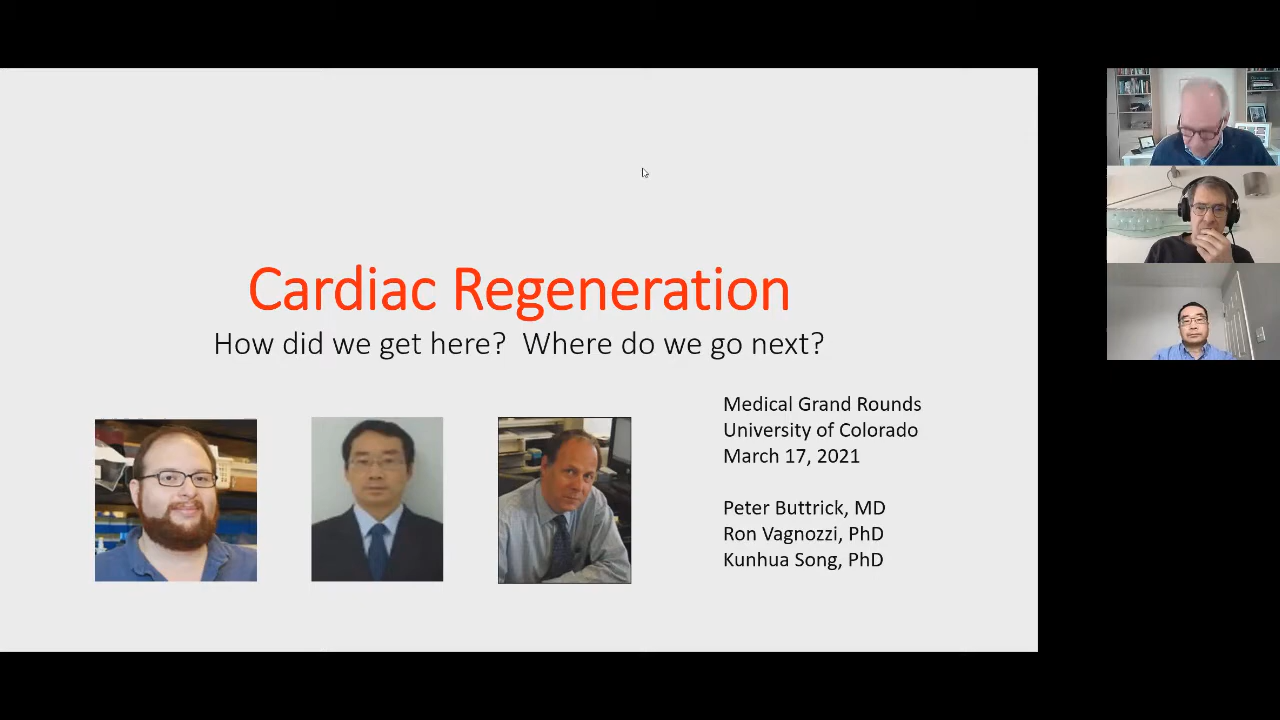 Cardiac Regeneration
How did we get here? Where do we go next?
Medical Grand Rounds
University of Colorado
March 17, 2021
Peter Buttrick, MD
Ron Vagnozzi, PhD
Kunhua Song, PhD